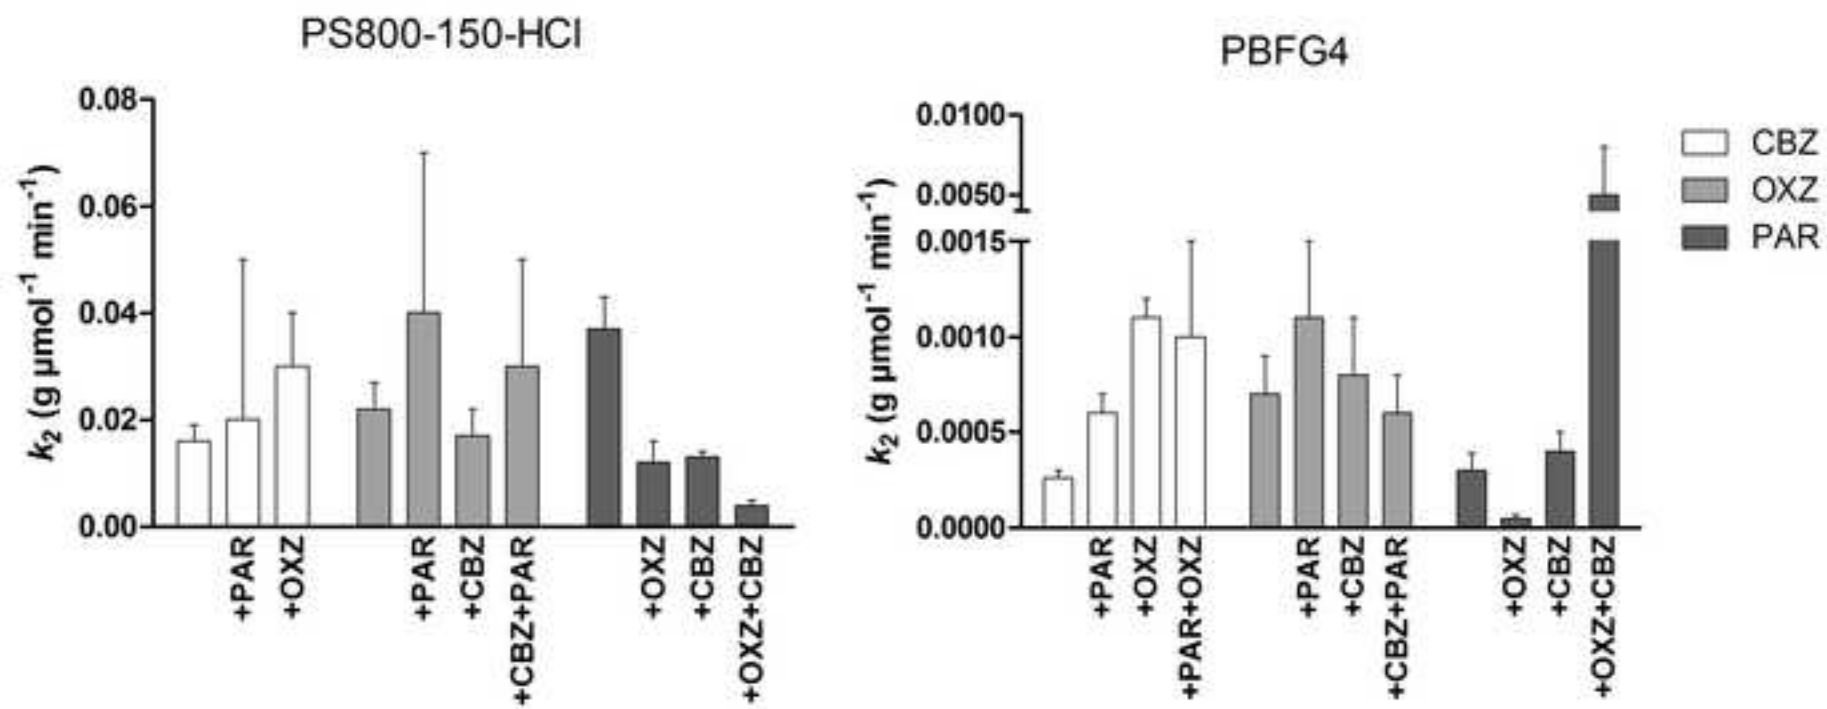 PS800-150-HCl
k2 (g μmol-1 min-1)
0.08
0.06
0.04
0.02
0.00
+PAR
+OXZ
+PAR
+CBZ
+CBZ+PAR
+OXZ
+CBZ
+OXZ+CBZ
PBFG4
k2 (g μmol-1 min-1)
0.0100
0.0050
0.0015
0.0010
0.0005
0.0000
+PAR
+OXZ
+PAR+OXZ
+PAR
+CBZ
+CBZ+PAR
+OXZ
+CBZ
+OXZ+CBZ
CBZ
OXZ
PAR